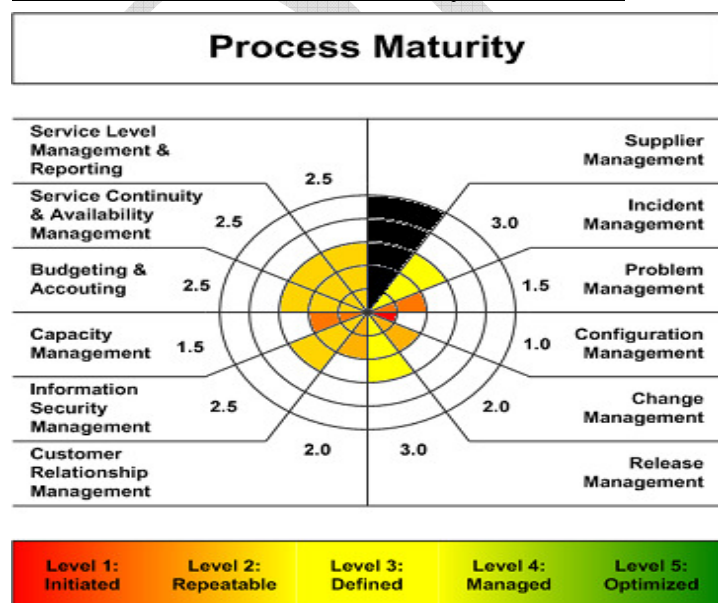 Process Maturity
Service Level
Management &
Reporting
2.5
Supplier
Management
Service Continuity
& Availability
Management
2.5
3.0
Incident
Management
Budgeting &
Accouting
2.5
1.5
Problem
Management
Capacity
Management
1.5
1.0
Configuration
Management
Information
Security
Management
2.5
2.0
Change
Management
Customer
Relationship
Management
2.0
3.0
Release
Management
Level 1:
Initiated
Level 2:
Repeatable
Level 3:
Defined
Level 4:
Managed
Level 5:
Optimized